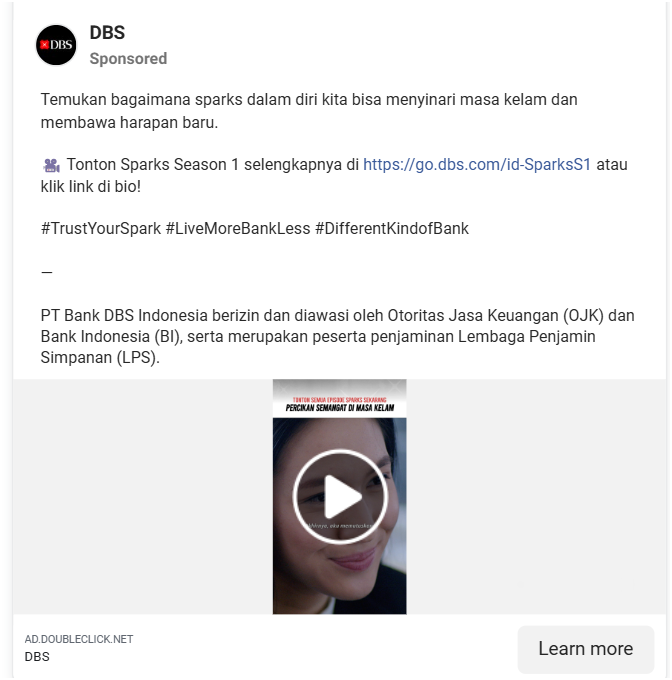 DBS
DBS
Sponsored
Temukan bagaimana sparks dalam diri kita bisa menyinari masa kelam dan
membawa harapan baru.
Tonton Sparks Season 1 selengkapnya di https://go.dbs.com/id-SparksS1 atau
klik link di bio!
#TrustYourSpark #LiveMoreBankLess #DifferentKindofBank
—
PT Bank DBS Indonesia berizin dan diawasi oleh Otoritas Jasa Keuangan (OJK) dan
Bank Indonesia (BI), serta merupakan peserta penjaminan Lembaga Penjamin
Simpanan (LPS).
TONTON SEMUA EPISODE SPARKS SEKARANG
PERCIKAN SEMANGAT DI MASA KELAM
aku memutuskan
AD.DOUBLECLICK.NET
DBS
Learn more